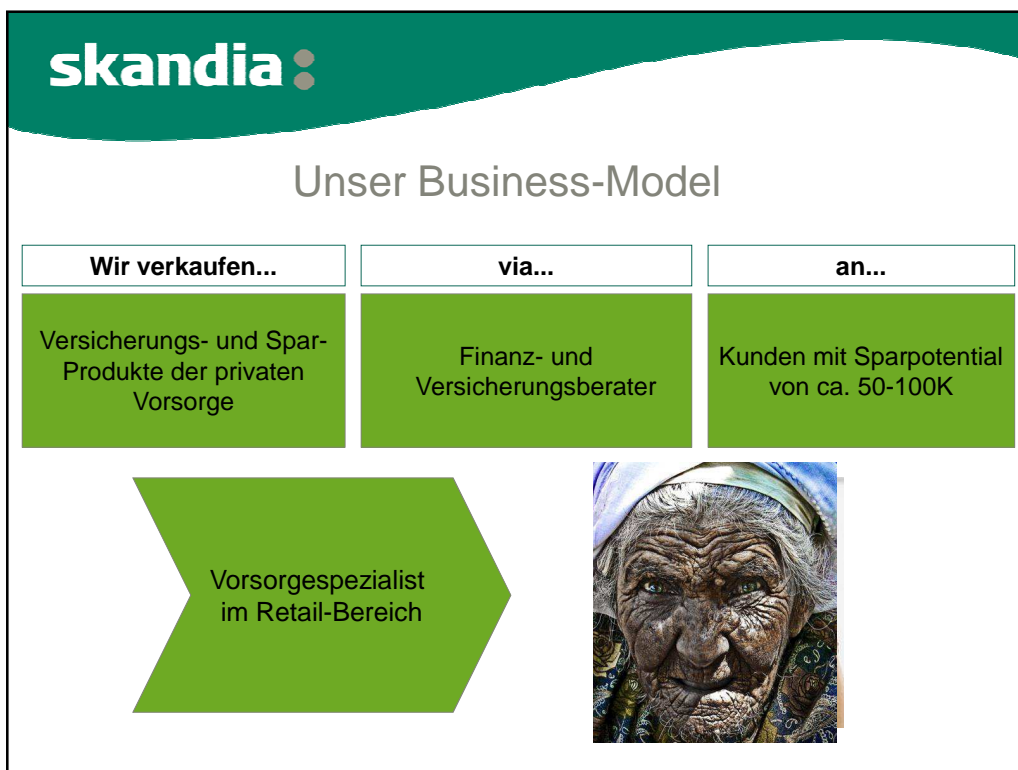 skandia:
Unser Business-Model
Wir verkaufen...
via...
an...
Versicherungs- und Spar-
Produkte der privaten
Vorsorge
Finanz- und
Versicherungsberater
Kunden mit Sparpotential
von ca. 50-100K
Vorsorgespezialist
im Retail-Bereich